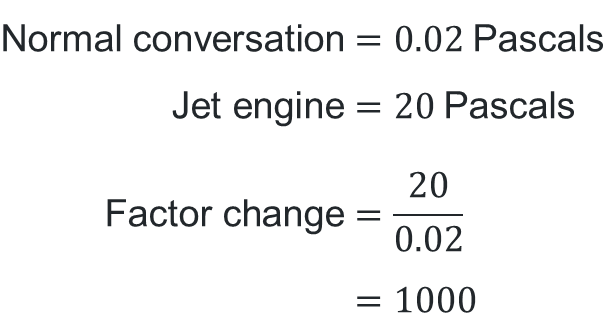 Normal conversation = 0.02 Pascals
Jet engine = 20 Pascals
Factor change = 20/0.02
= 1000